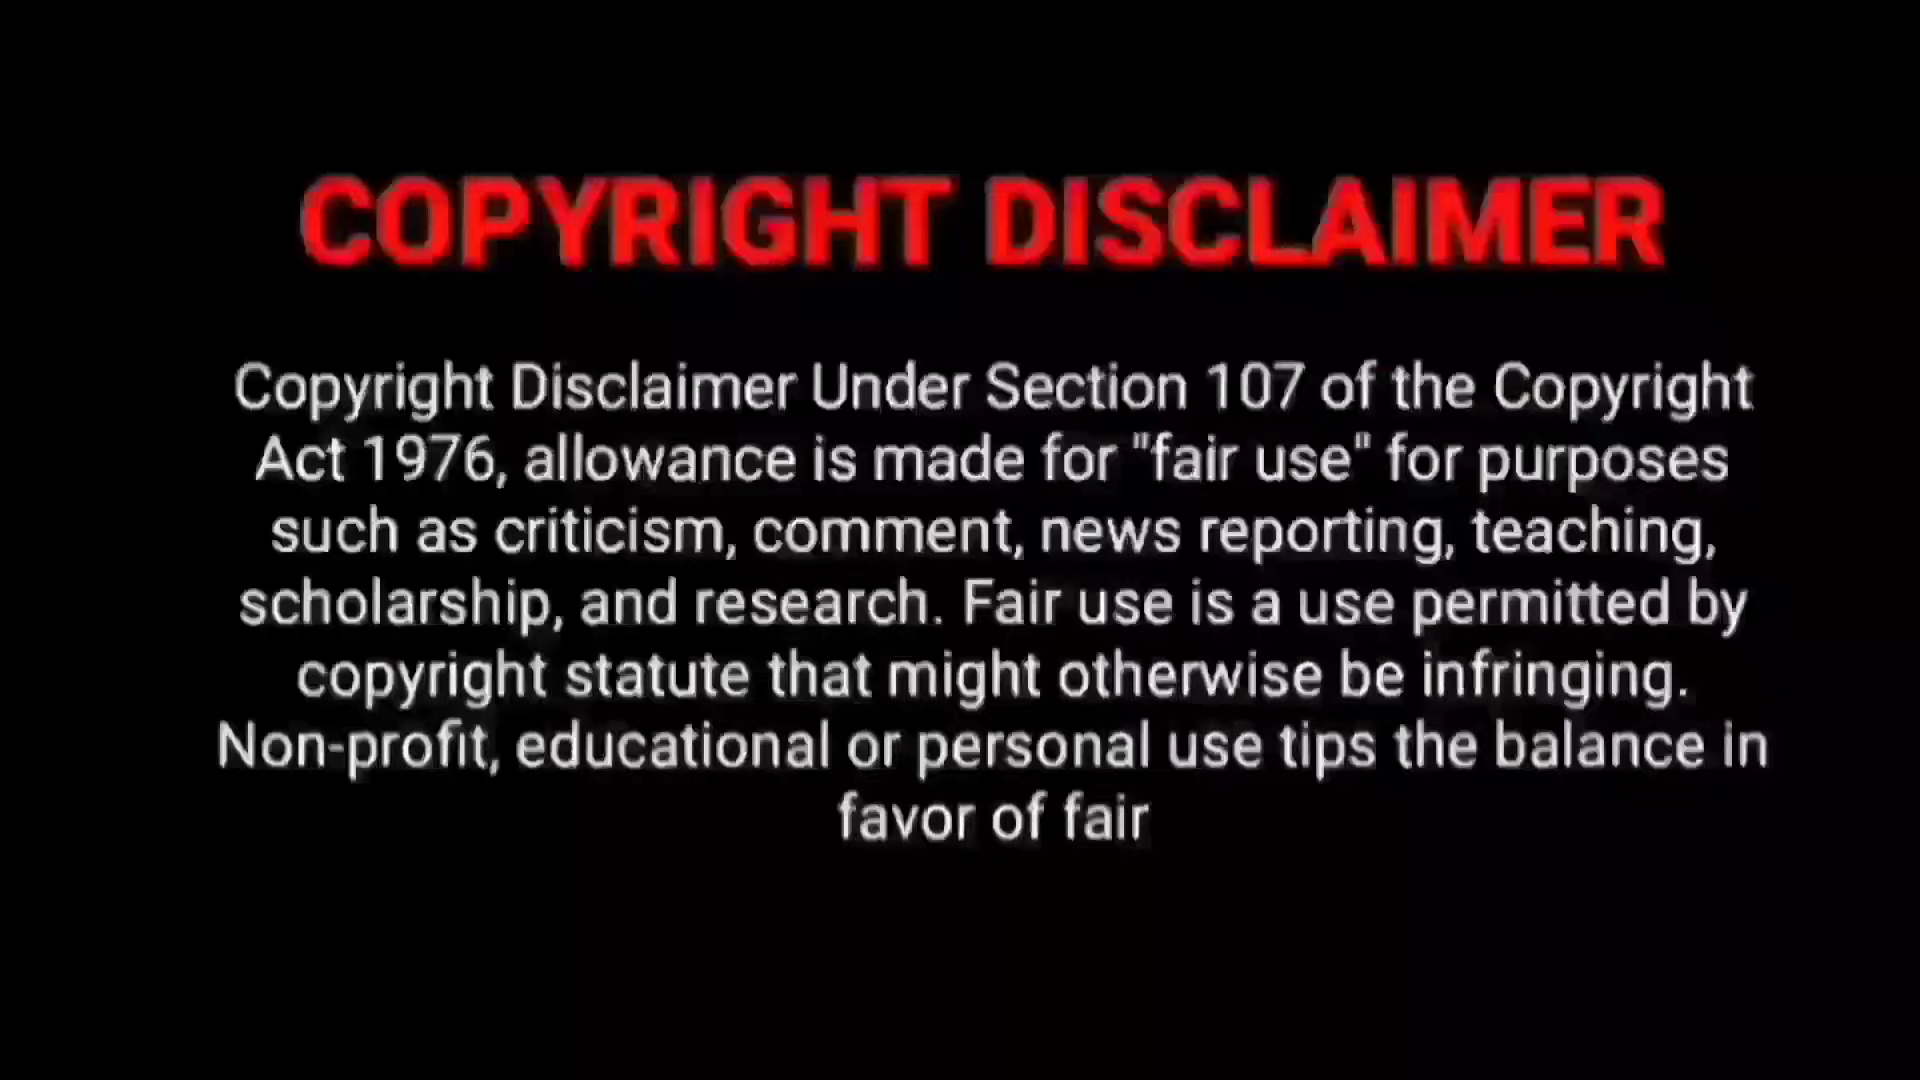 COPYRIGHT DISCLAIMER
Copyright Disclaimer Under Section 107 of the Copyright
Act 1976, allowance is made for "fair use" for purposes
such as criticism, comment, news reporting, teaching,
scholarship, and research. Fair use is a use permitted by
copyright statute that might otherwise be infringing.
Non-profit, educational or personal use tips the balance in
favor of fair